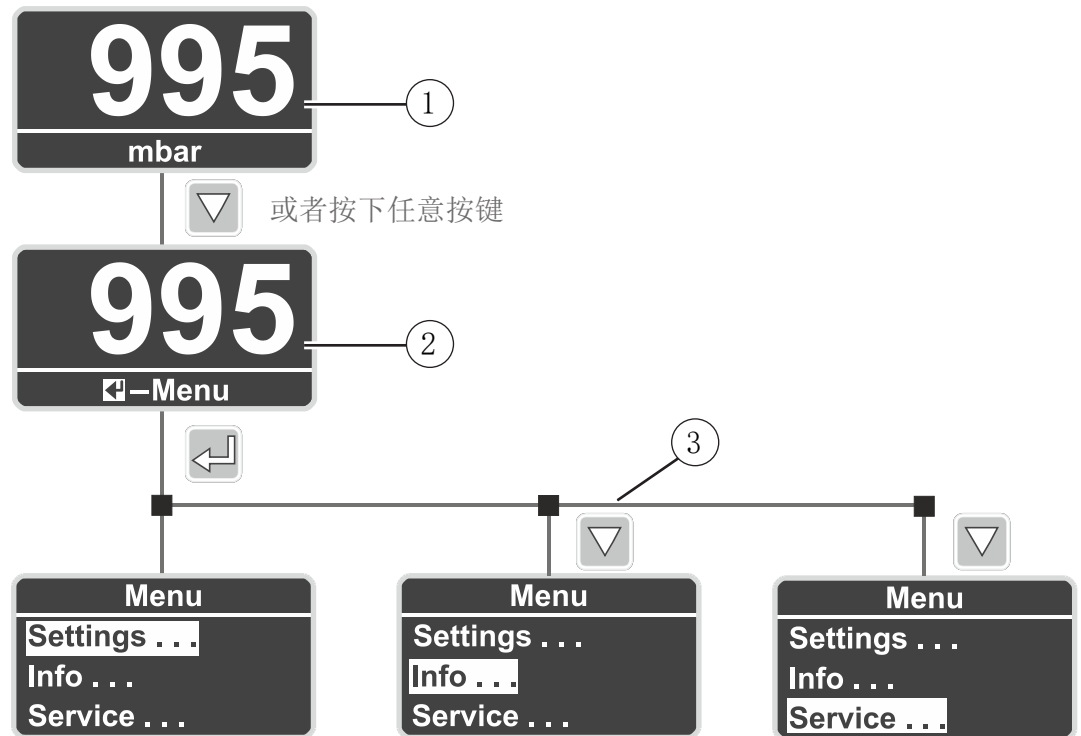 995
①
mbar
或者按下任意按键
995
②
–Menu
③
Menu
Settings . . .
Info . . .
Service . . .
Menu
Settings . . .
Info . . .
Service . . .
Menu
Settings . . .
Info . . .
Service . . .